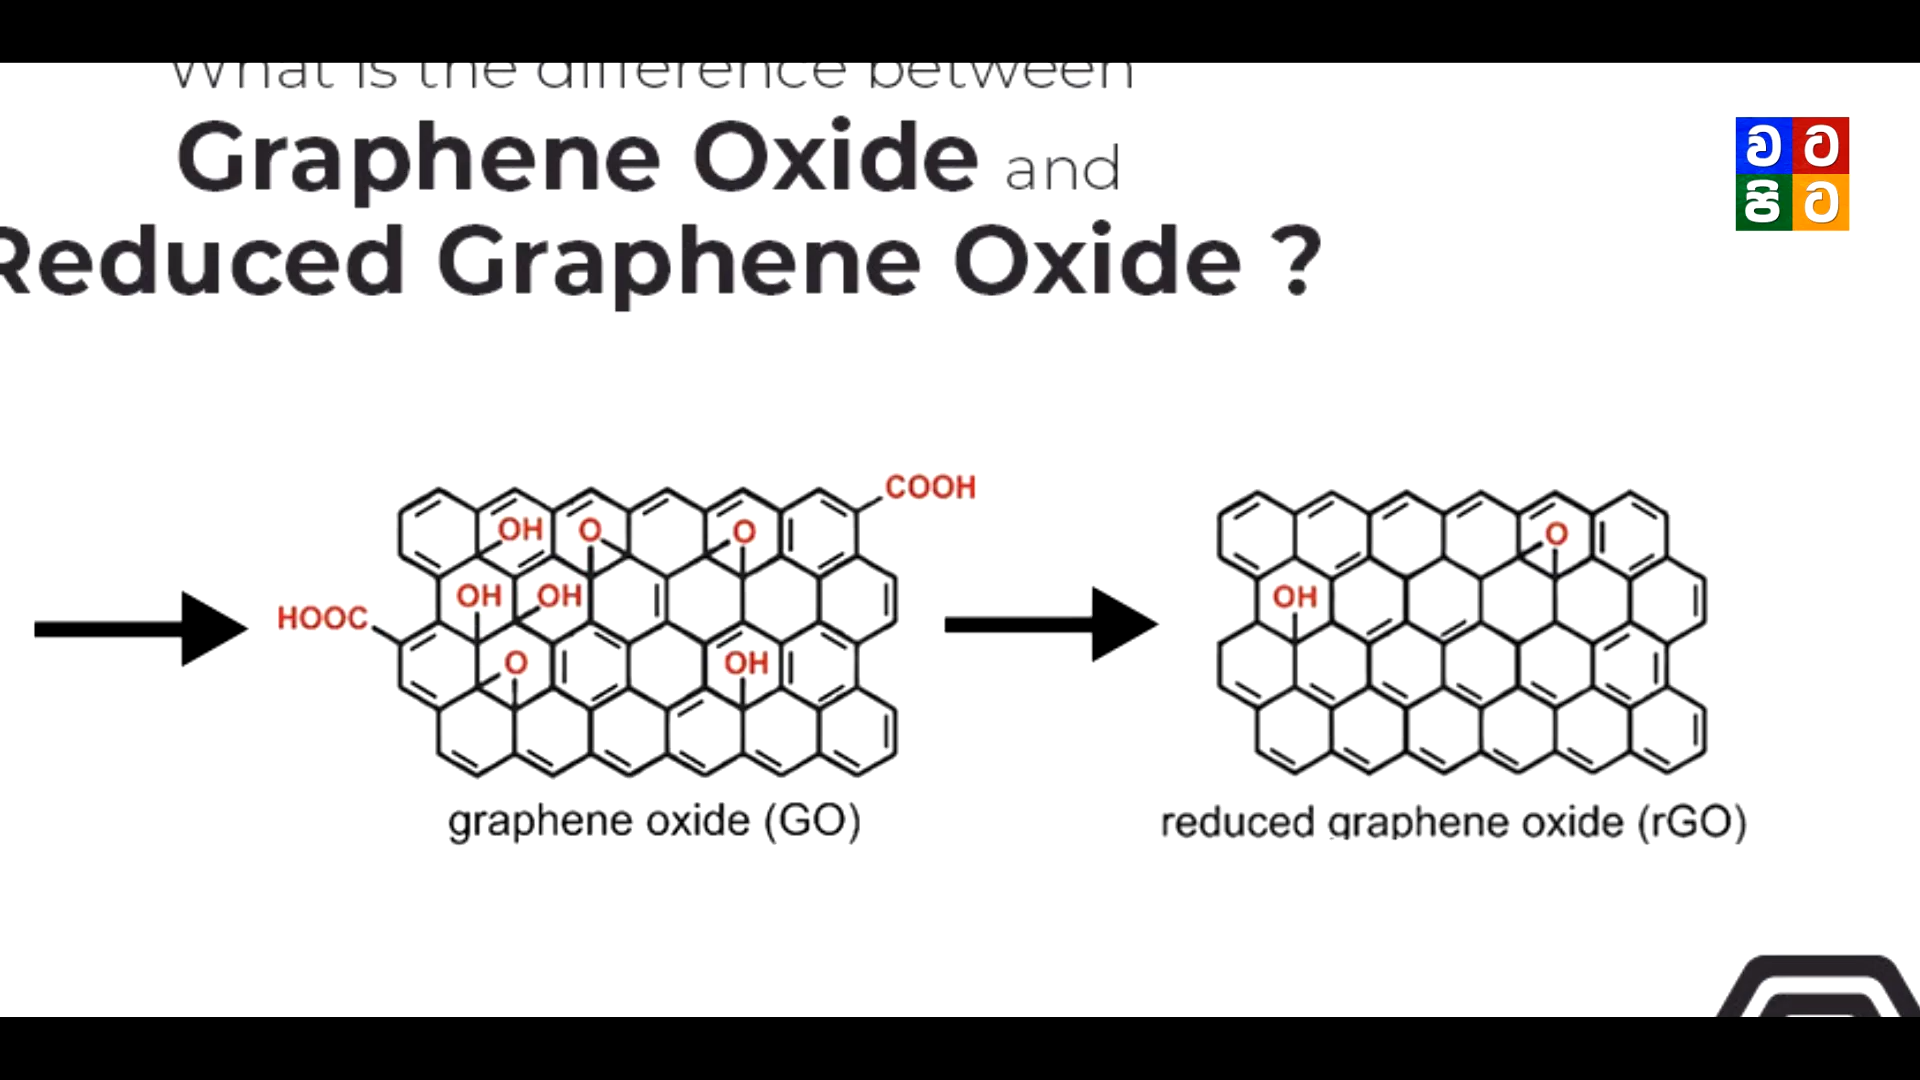 What is the difference between
Graphene Oxide and
Reduced Graphene Oxide ?
COOH
OH O O
OH OH
HOOC
O OH
O
OH
graphene oxide (GO)
reduced graphene oxide (rGO)